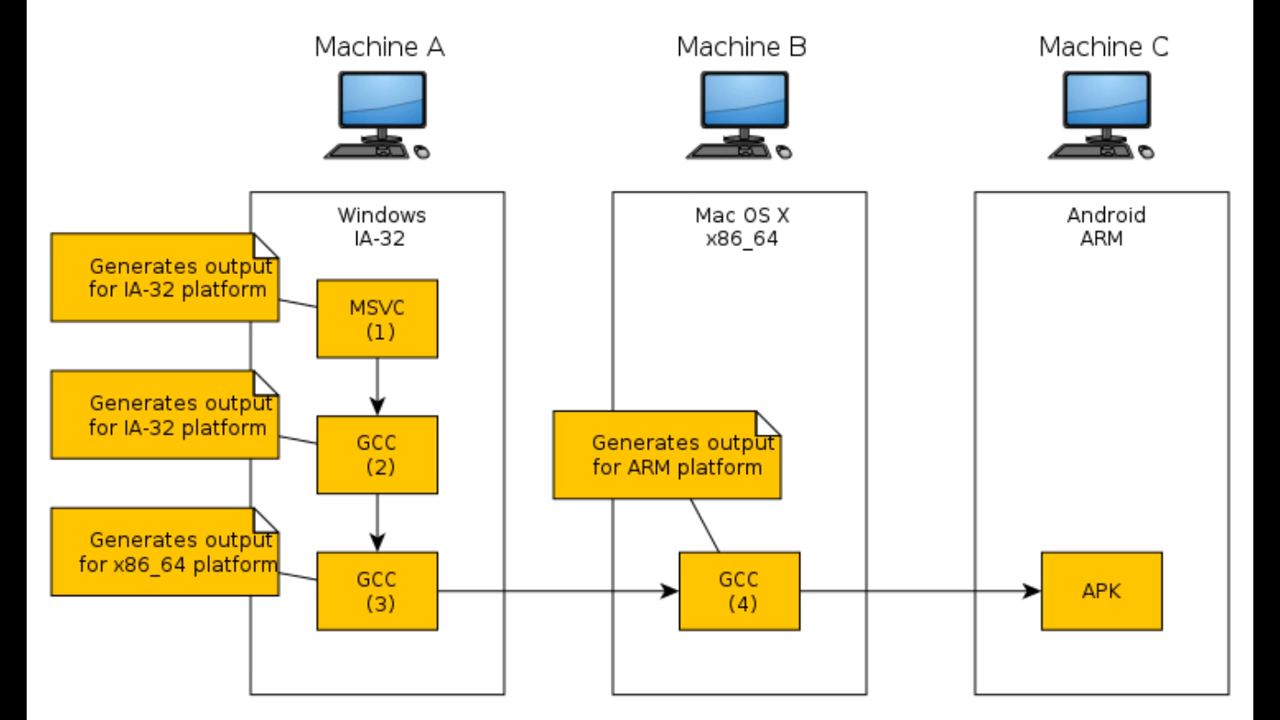 Machine A
Machine B
Machine C
Windows
IA-32
Mac OS X
x86_64
Android
ARM
Generates output
for IA-32 platform
MSVC
(1)
Generates output
for IA-32 platform
GCC
(2)
Generates output
for ARM platform
Generates output
for x86_64 platform
GCC
(3)
GCC
(4)
APK